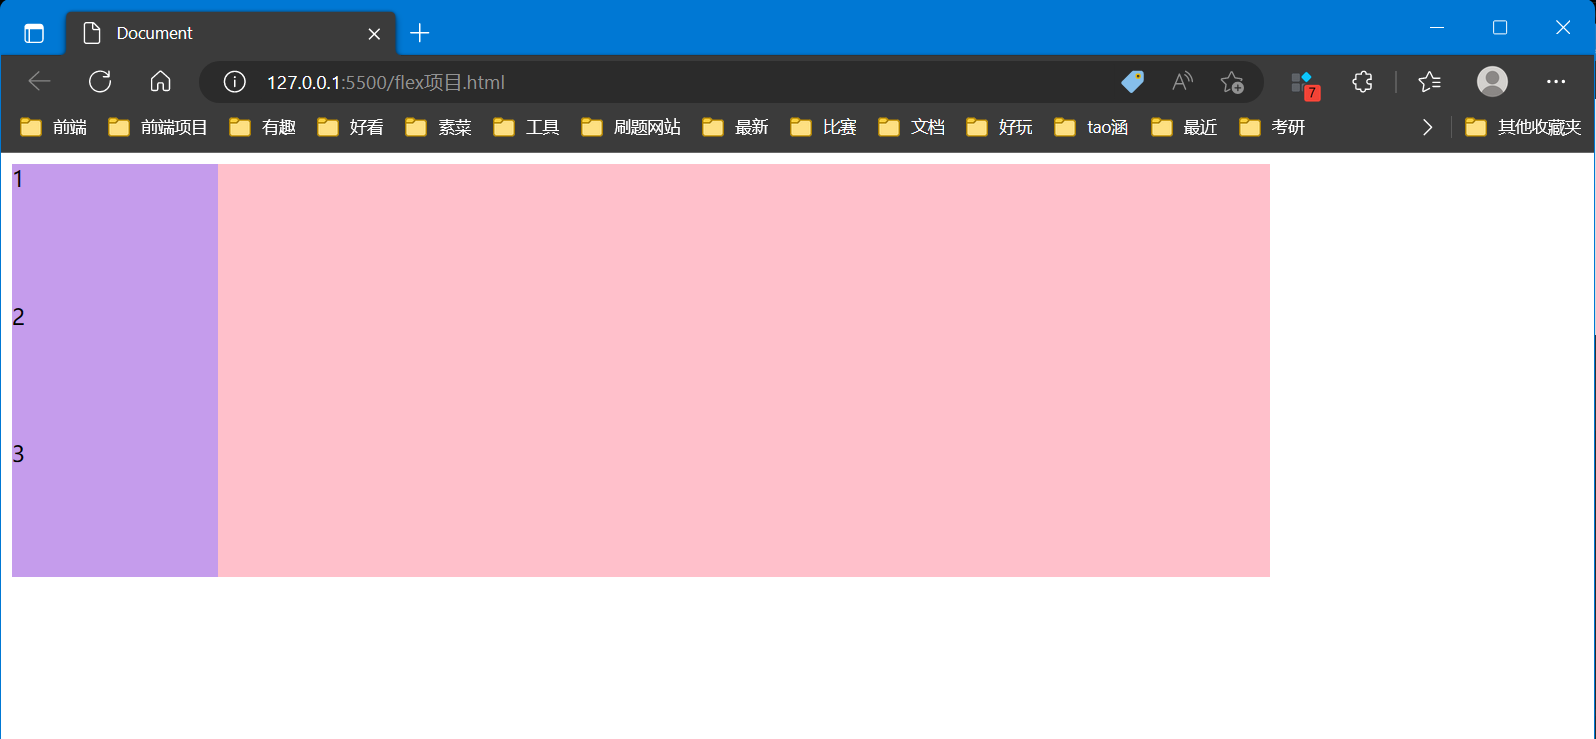 Document
127.0.0.1:5500/flex项目.html
7
前端 前端项目 有趣 好看 素菜 工具 刷题网站 最新 比赛 文档 好玩 tao涵 最近 考研 其他收藏夹
1
2
3